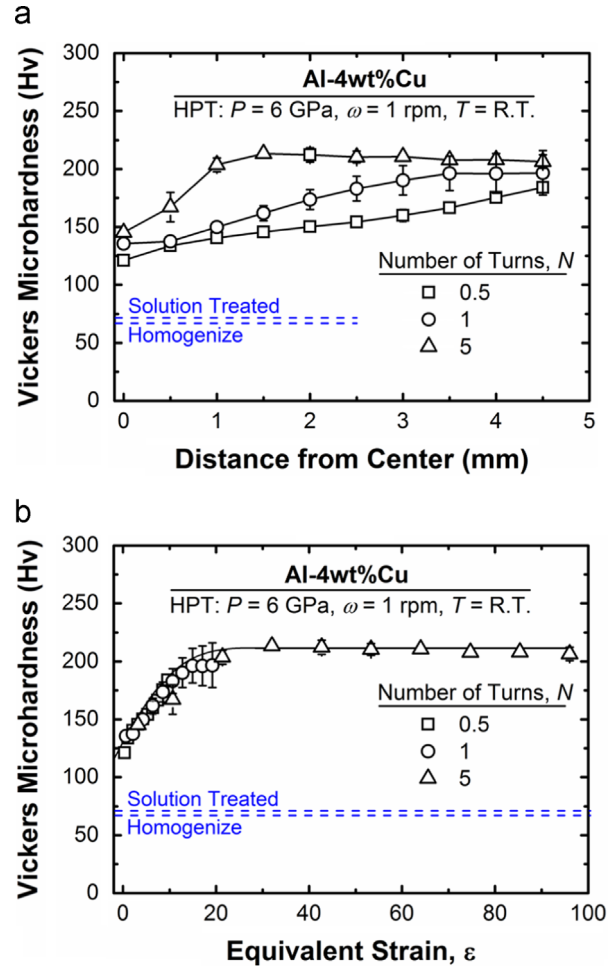 a
300
250
200
150
100
50
0
Vickers Microhardness (Hv)
Al-4wt%Cu
HPT: P = 6 GPa, ω = 1 rpm, T = R.T.
Number of Turns, N
0.5
1
5
Solution Treated
Homogenize
0 1 2 3 4 5
Distance from Center (mm)
b
300
250
200
150
100
50
0
Vickers Microhardness (Hv)
Al-4wt%Cu
HPT: P = 6 GPa, ω = 1 rpm, T = R.T.
Number of Turns, N
0.5
1
5
Solution Treated
Homogenize
0 20 40 60 80 100
Equivalent Strain, ε